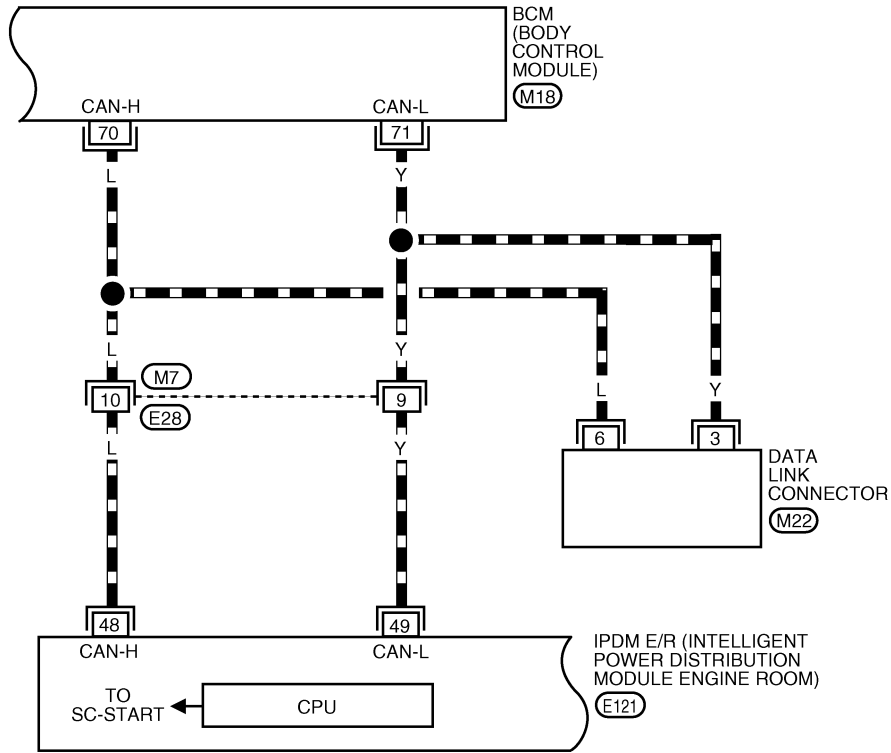 BCM
(BODY
CONTROL
MODULE)
M18
CAN-H
CAN-L
70
71
L
Y
L
Y
M7
10
9
E28
L
Y
L
Y
6
3
DATA
LINK
CONNECTOR
M22
48
49
CAN-H
CAN-L
IPDM E/R (INTELLIGENT
POWER DISTRIBUTION
MODULE ENGINE ROOM)
E121
TO
SC-START
CPU